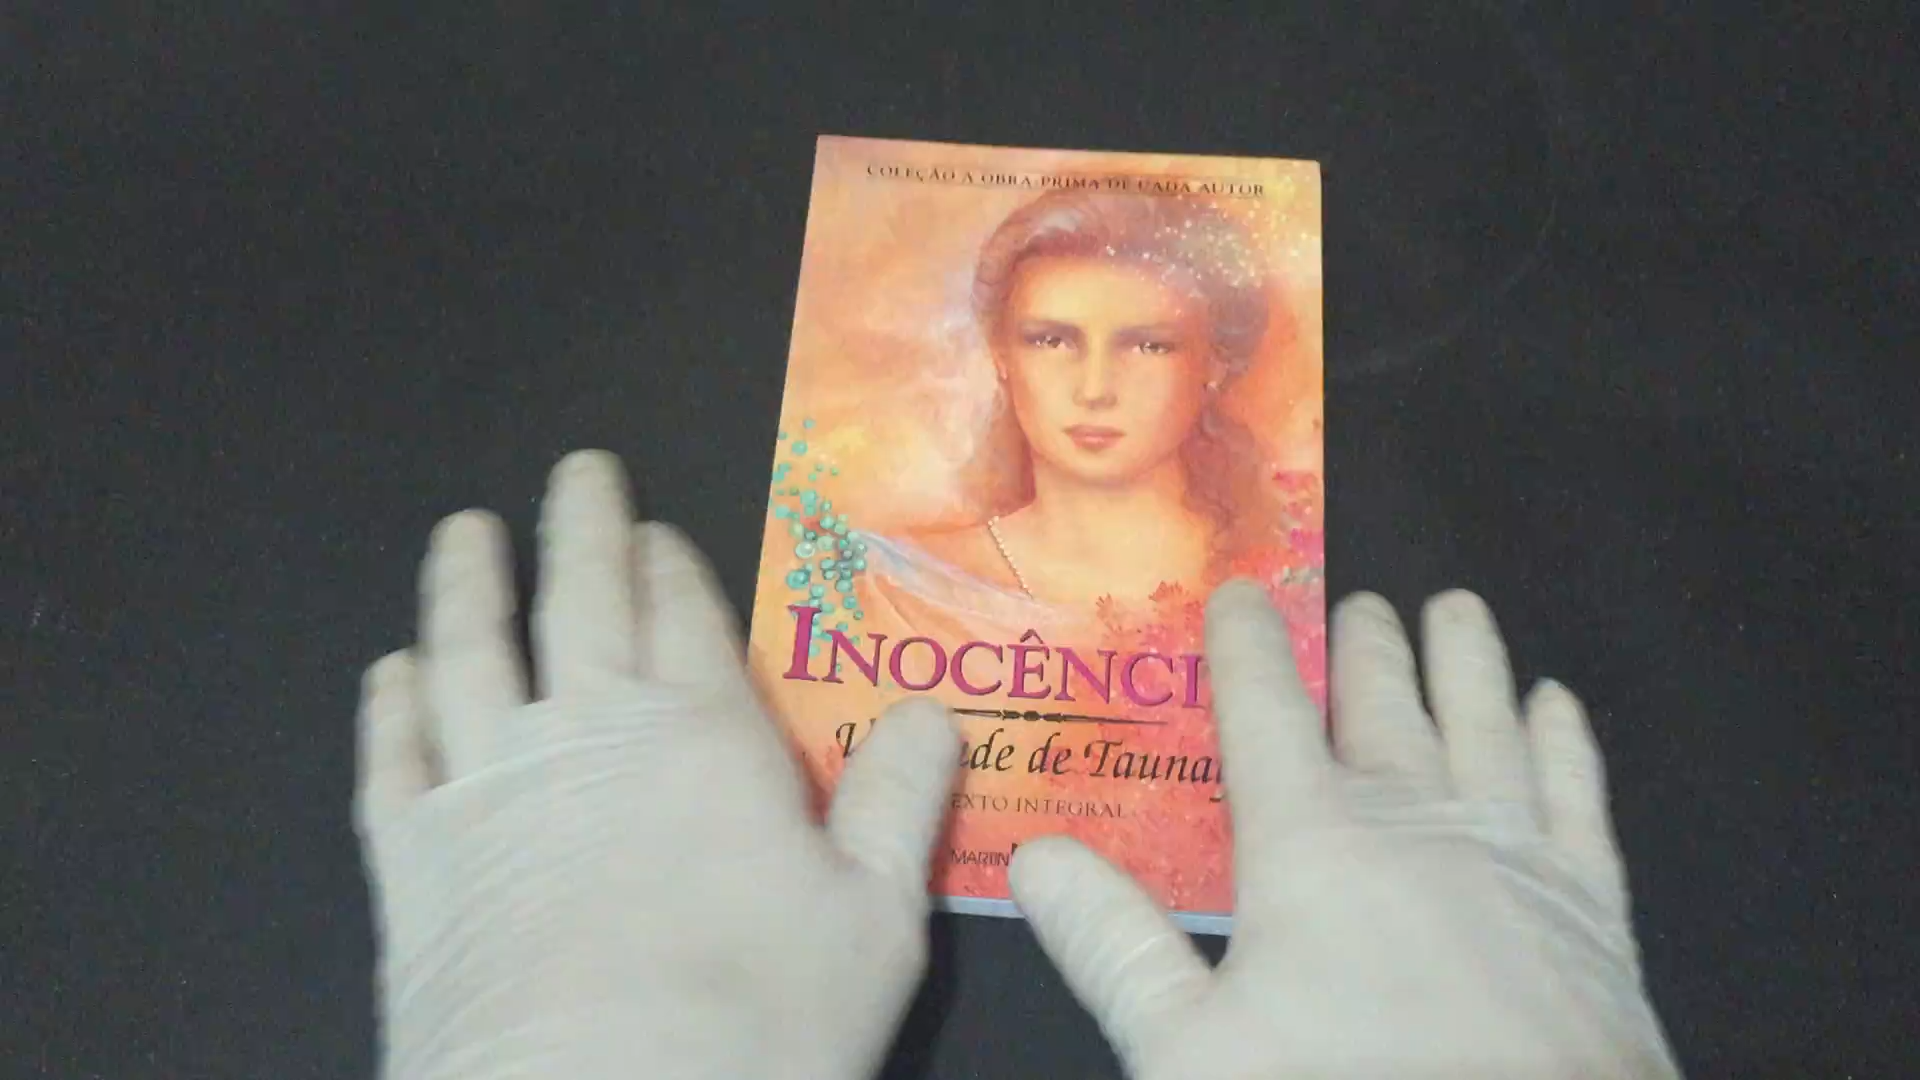 COLEÇÃO A OBRA-PRIMA DE CADA AUTOR
INOCÊNCI
de de Taunay
EXTO INTEGRAL
MARTIN